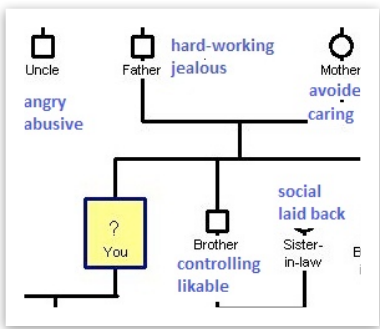 hard-working
Uncle
Father
jealous
Mother
angry
abusive
avoide
caring
?
You
social
laid back
Brother
Sister-
in-law
B
controlling
likable